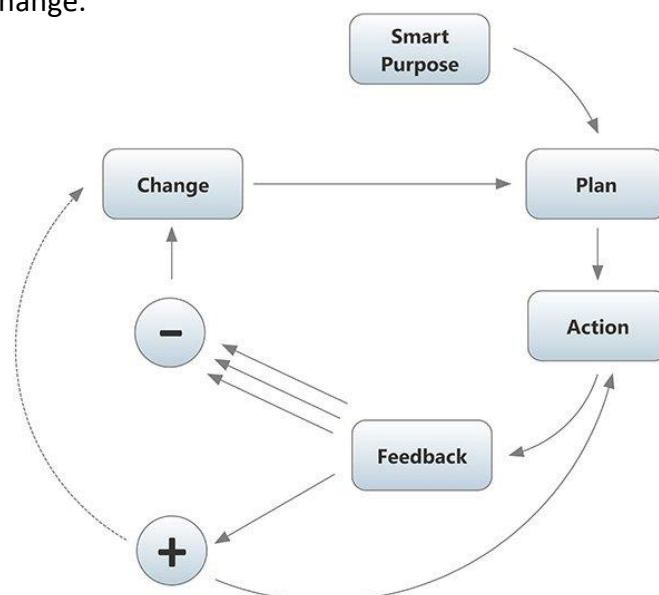 hange.
Smart
Purpose
Change
Plan
−
Action
Feedback
+